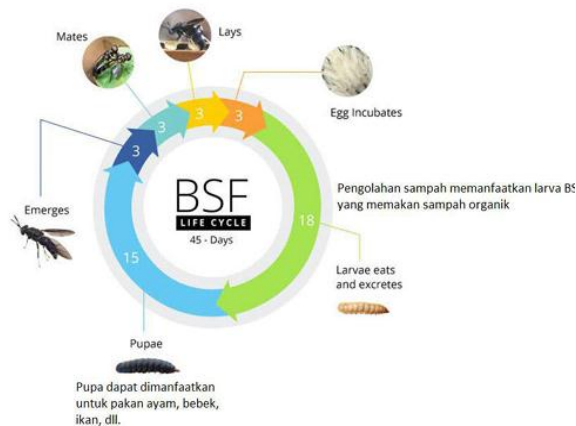 Mates
Lays
3
3
3
3
Egg Incubates
Emerges
BSF
LIFE CYCLE
45 - Days
18
Pengolahan sampah memanfaatkan larva BS
yang memakan sampah organik
15
Larvae eats
and excretes
Pupae
Pupa dapat dimanfaatkan
untuk pakan ayam, bebek,
ikan, dll.